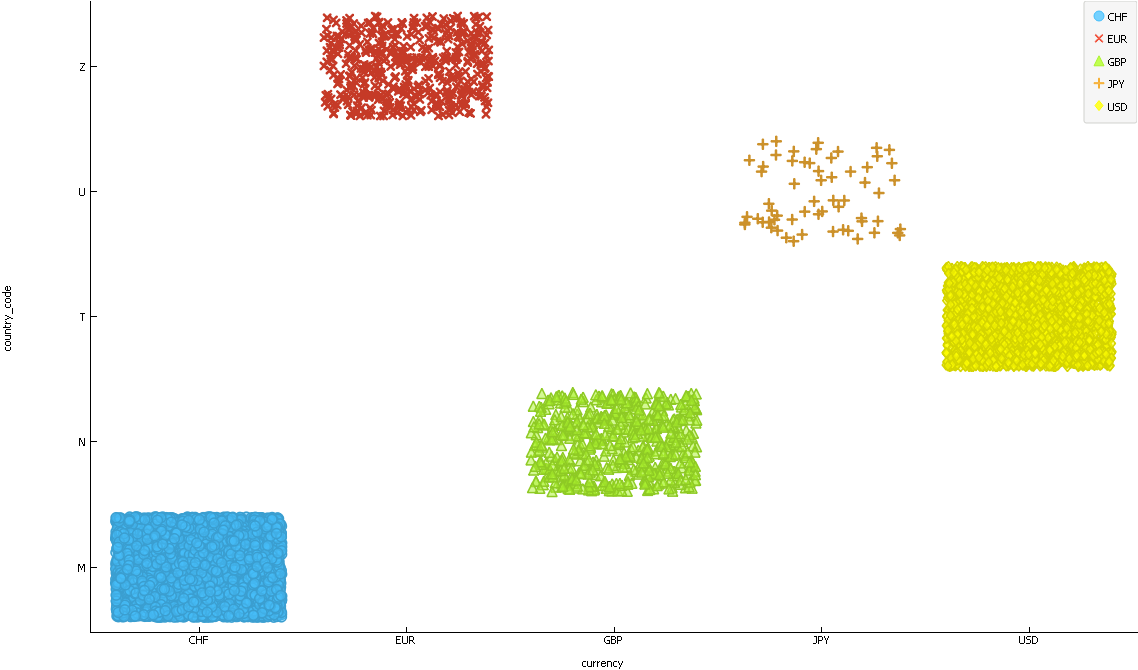 CHF
EUR
GBP
JPY
USD
Z
U
T
N
M
country_code
CHF EUR GBP JPY USD
currency